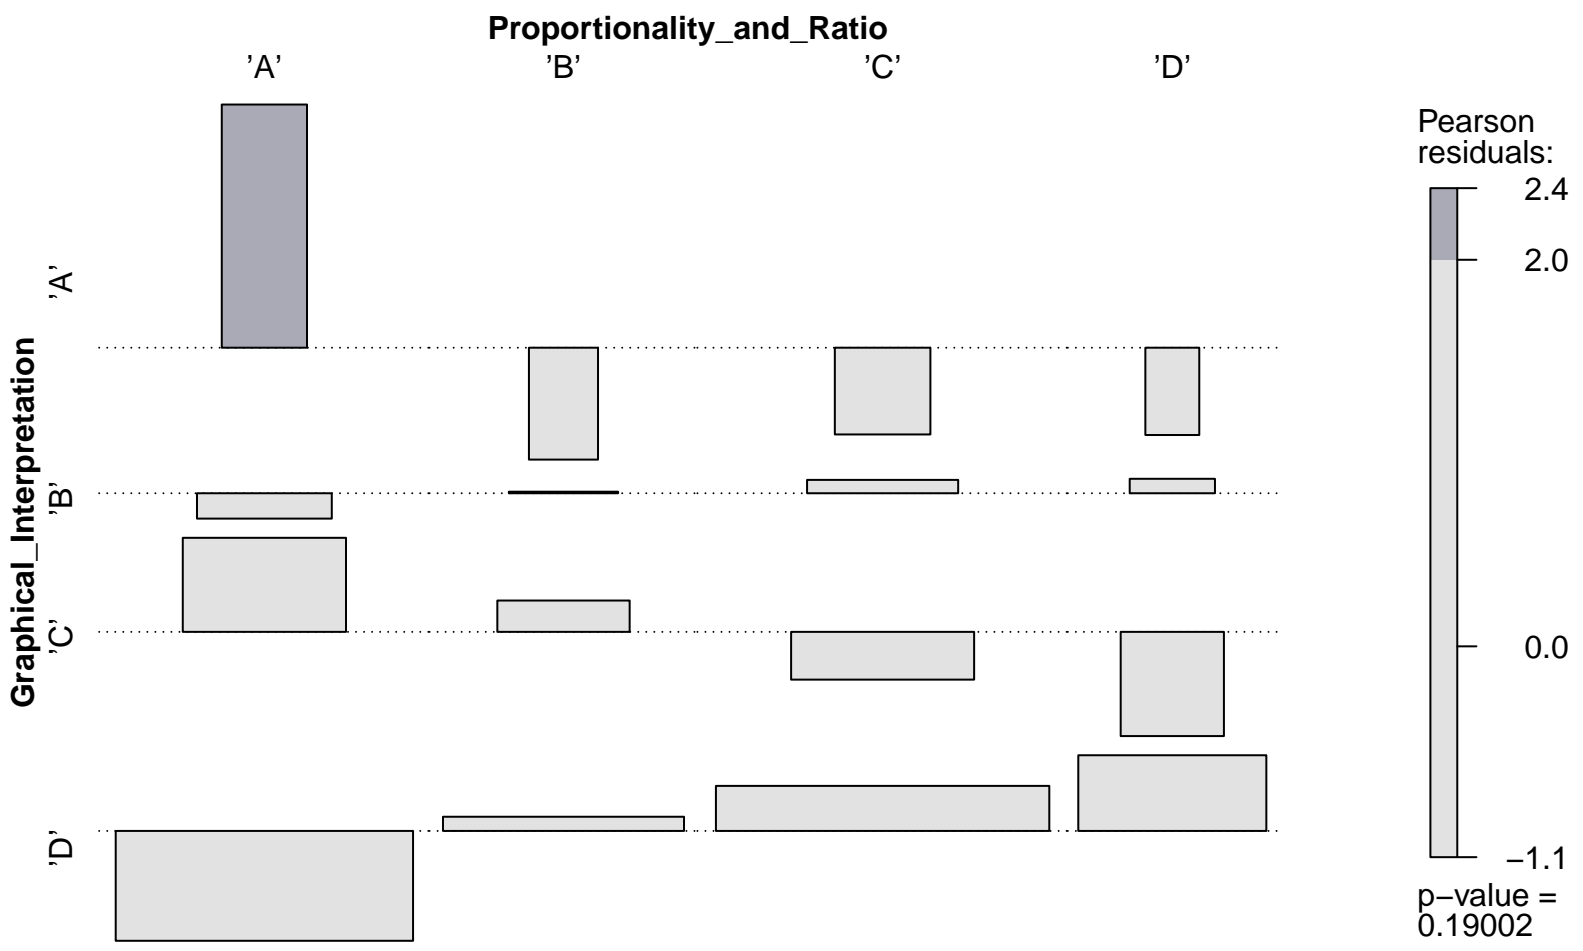 Proportionality_and_Ratio
’A’ ’B’ ’C’ ’D’
Graphical_Interpretation
’A’
’B’
’C’
’D’
Pearson
residuals:
2.4
2.0
0.0
−1.1
p−value =
0.19002